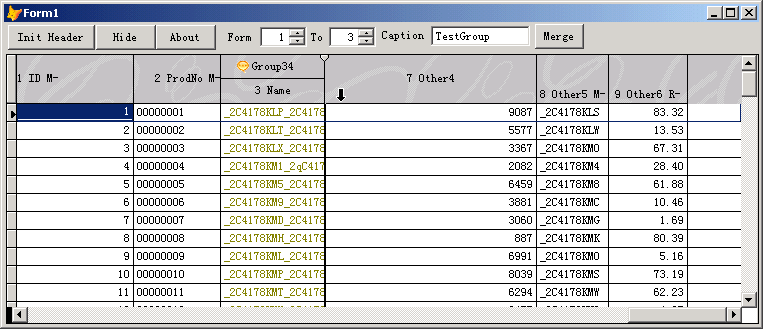 Form1
Init Header Hide About Form 1 To 3 Caption TestGroup Merge
Group34
1 ID M- 2 ProdNo M- 3 Name 7 Other4 8 Other5 M- 9 Other6 R-
1 00000001 _2C4178KLP_2C4178 9087 _2C4178KLS 83.32
2 00000002 _2C4178KLT_2C4178 5577 _2C4178KLW 13.53
3 00000003 _2C4178KLX_2C4178 3367 _2C4178KMO 67.31
4 00000004 _2C4178KM1_2qC417 2082 _2C4178KM4 28.40
5 00000005 _2C4178KM5_2C4178 6459 _2C4178KM8 61.88
6 00000006 _2C4178KM9_2C4178 3881 _2C4178KMC 10.46
7 00000007 _2C4178KMD_2C4178 3060 _2C4178KMG 1.69
8 00000008 _2C4178KMH_2C4178 887 _2C4178KMK 80.39
9 00000009 _2C4178KML_2C4178 6991 _2C4178KMO 5.16
10 00000010 _2C4178KMP_2C4178 8039 _2C4178KMS 73.19
11 00000011 _2C4178KMT_2C4178 6294 _2C4178KMW 62.23